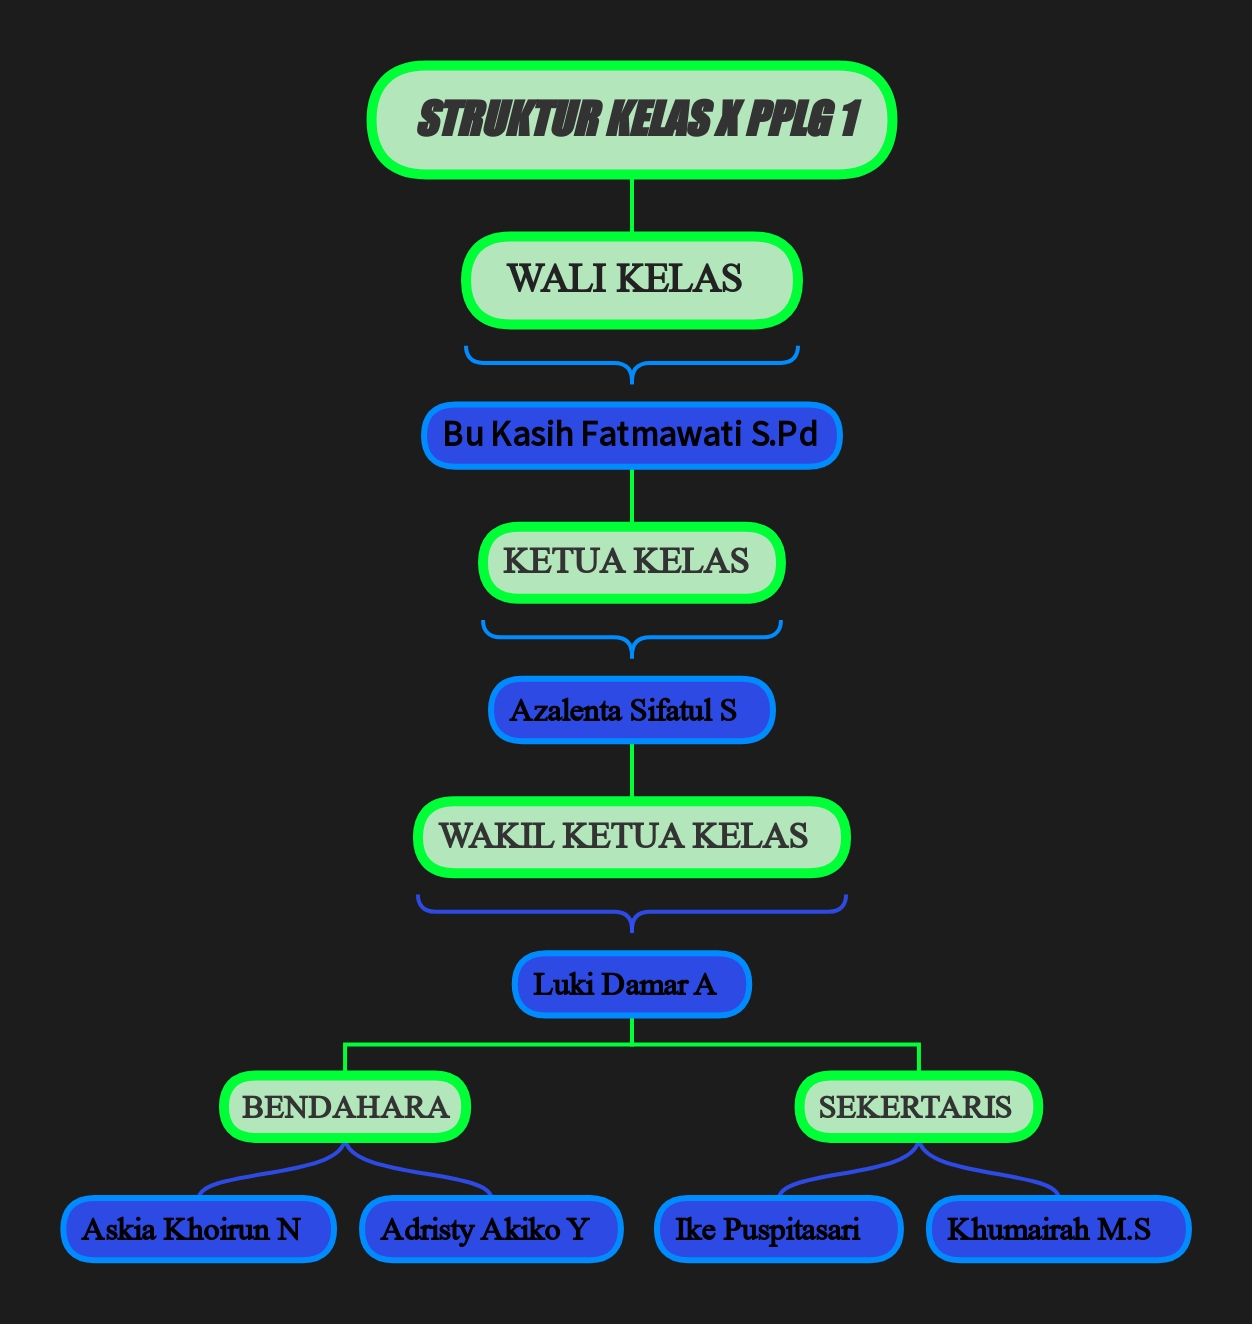 STRUKTUR KELAS X PPLG 1
WALI KELAS
Bu Kasih Fatmawati S.Pd
KETUA KELAS
Azalenta Sifatul S
WAKIL KETUA KELAS
Luki Damar A
BENDAHARA
SEKERTARIS
Askia Khoirun N
Adristy Akiko Y
Ike Puspitasari
Khumairah M.S